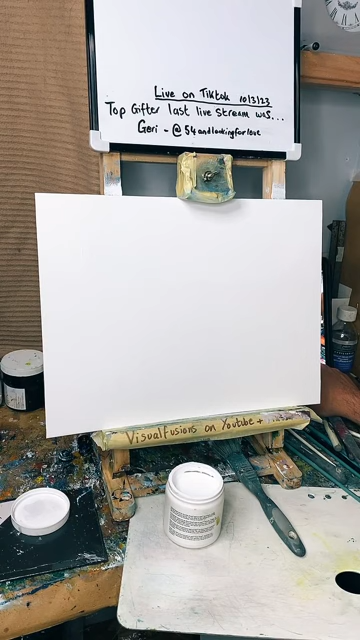 Live on TikTok 10/3/23
Top Gifter last live stream was...
Geri - @54andlookingforlove
Visualfusions on Youtube +